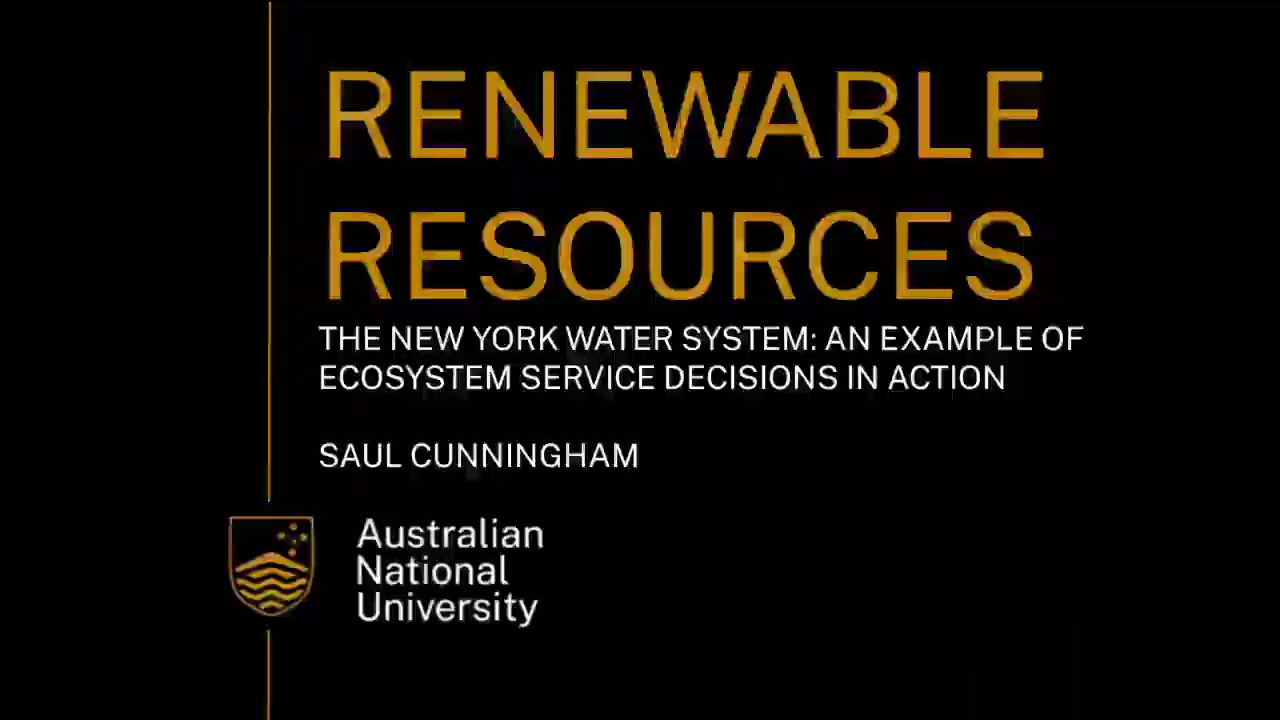 RENEWABLE
RESOURCES
THE NEW YORK WATER SYSTEM: AN EXAMPLE OF
ECOSYSTEM SERVICE DECISIONS IN ACTION
SAUL CUNNINGHAM
Australian
National
University